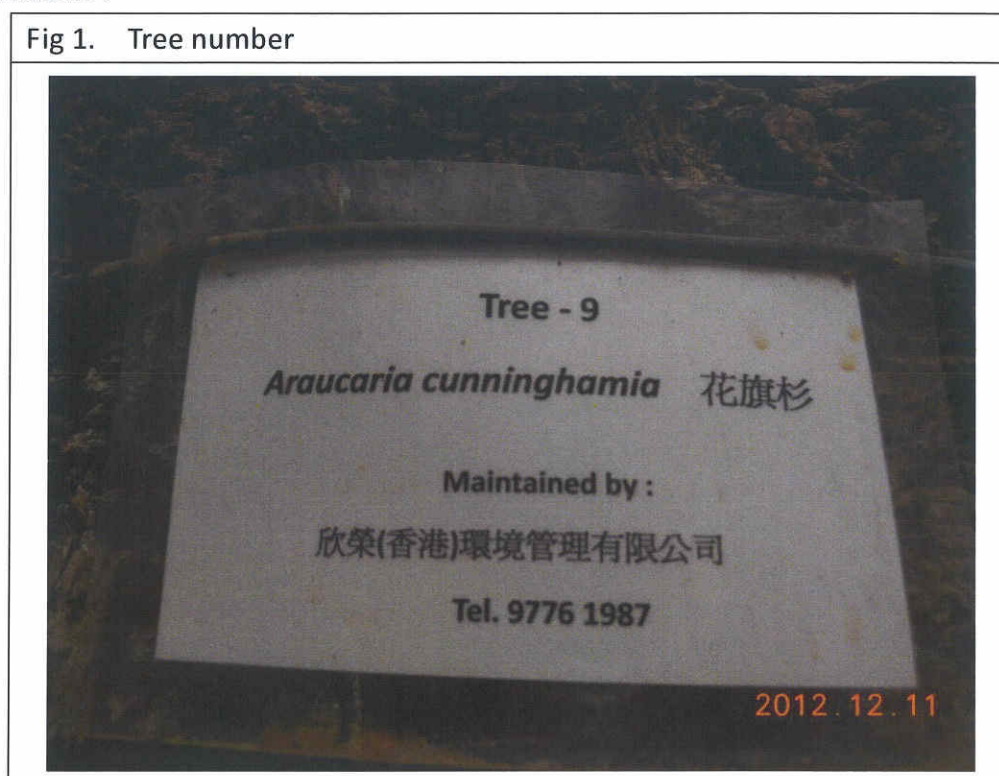 Fig 1. Tree number
Tree - 9
Araucaria cunninghamia 花旗杉
Maintained by :
欣榮(香港)環境管理有限公司
Tel. 9776 1987
2012.12.11